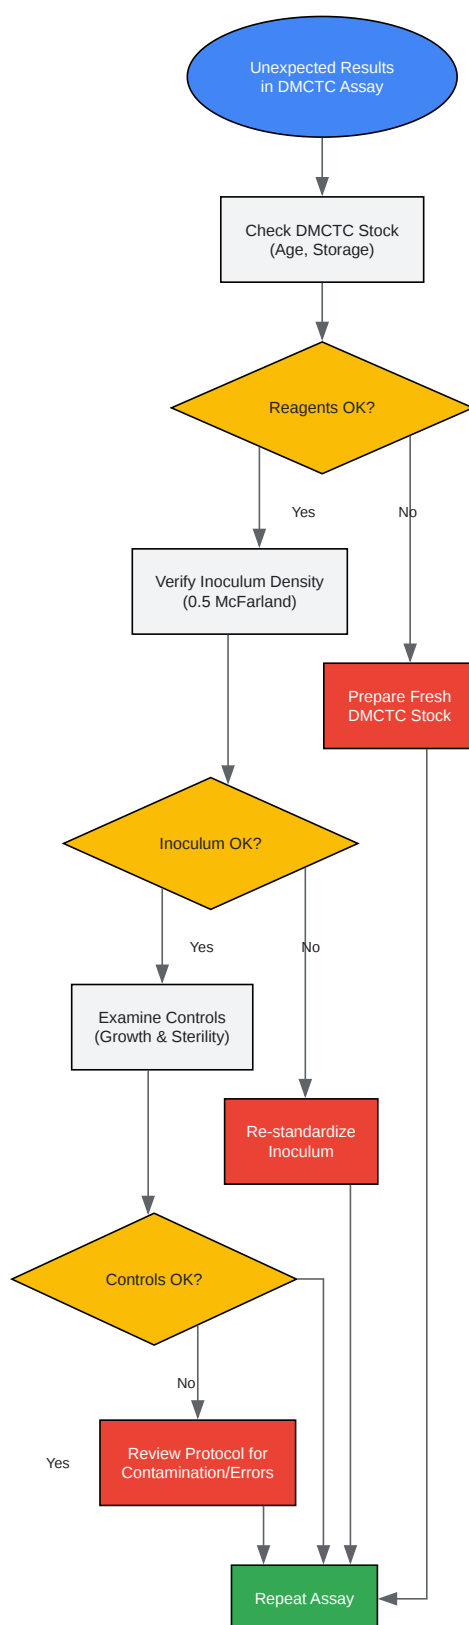 Unexpected Results
in DMCTC Assay
Check DMCTC Stock
(Age, Storage)
Reagents OK?
Yes
No
Verify Inoculum Density
(0.5 McFarland)
Prepare Fresh
DMCTC Stock
Inoculum OK?
Yes
No
Examine Controls
(Growth & Sterility)
Re-standardize
Inoculum
Controls OK?
No
Yes
Review Protocol for
Contamination/Errors
Repeat Assay